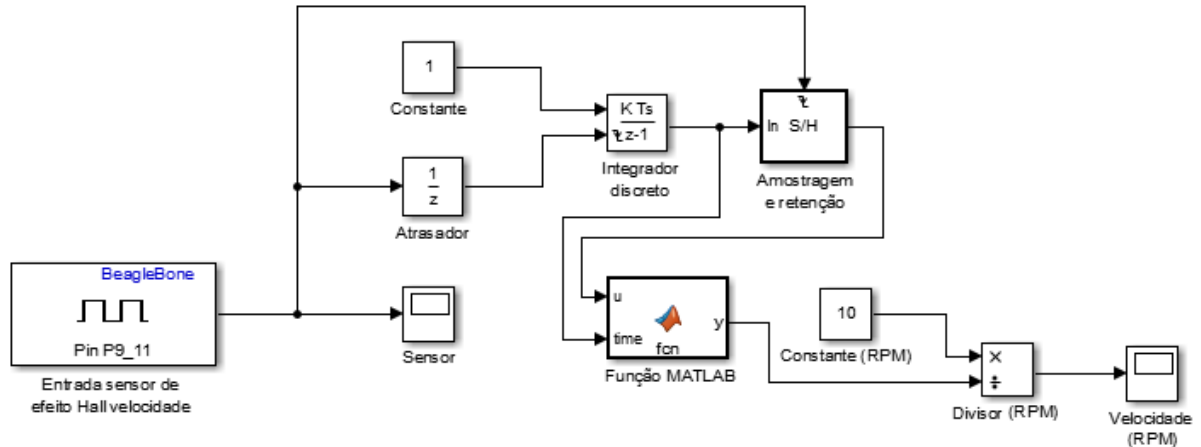 1
Constante
K Ts
z-1
Integrador
discreto
In S/H
Amostragem
e retenção
1
z
Atrasador
BeagleBone
Pin P9_11
Entrada sensor de
efeito Hall velocidade
Sensor
u
time
y
fcn
Função MATLAB
10
Constante (RPM)
×
÷
Divisor (RPM)
Velocidade
(RPM)